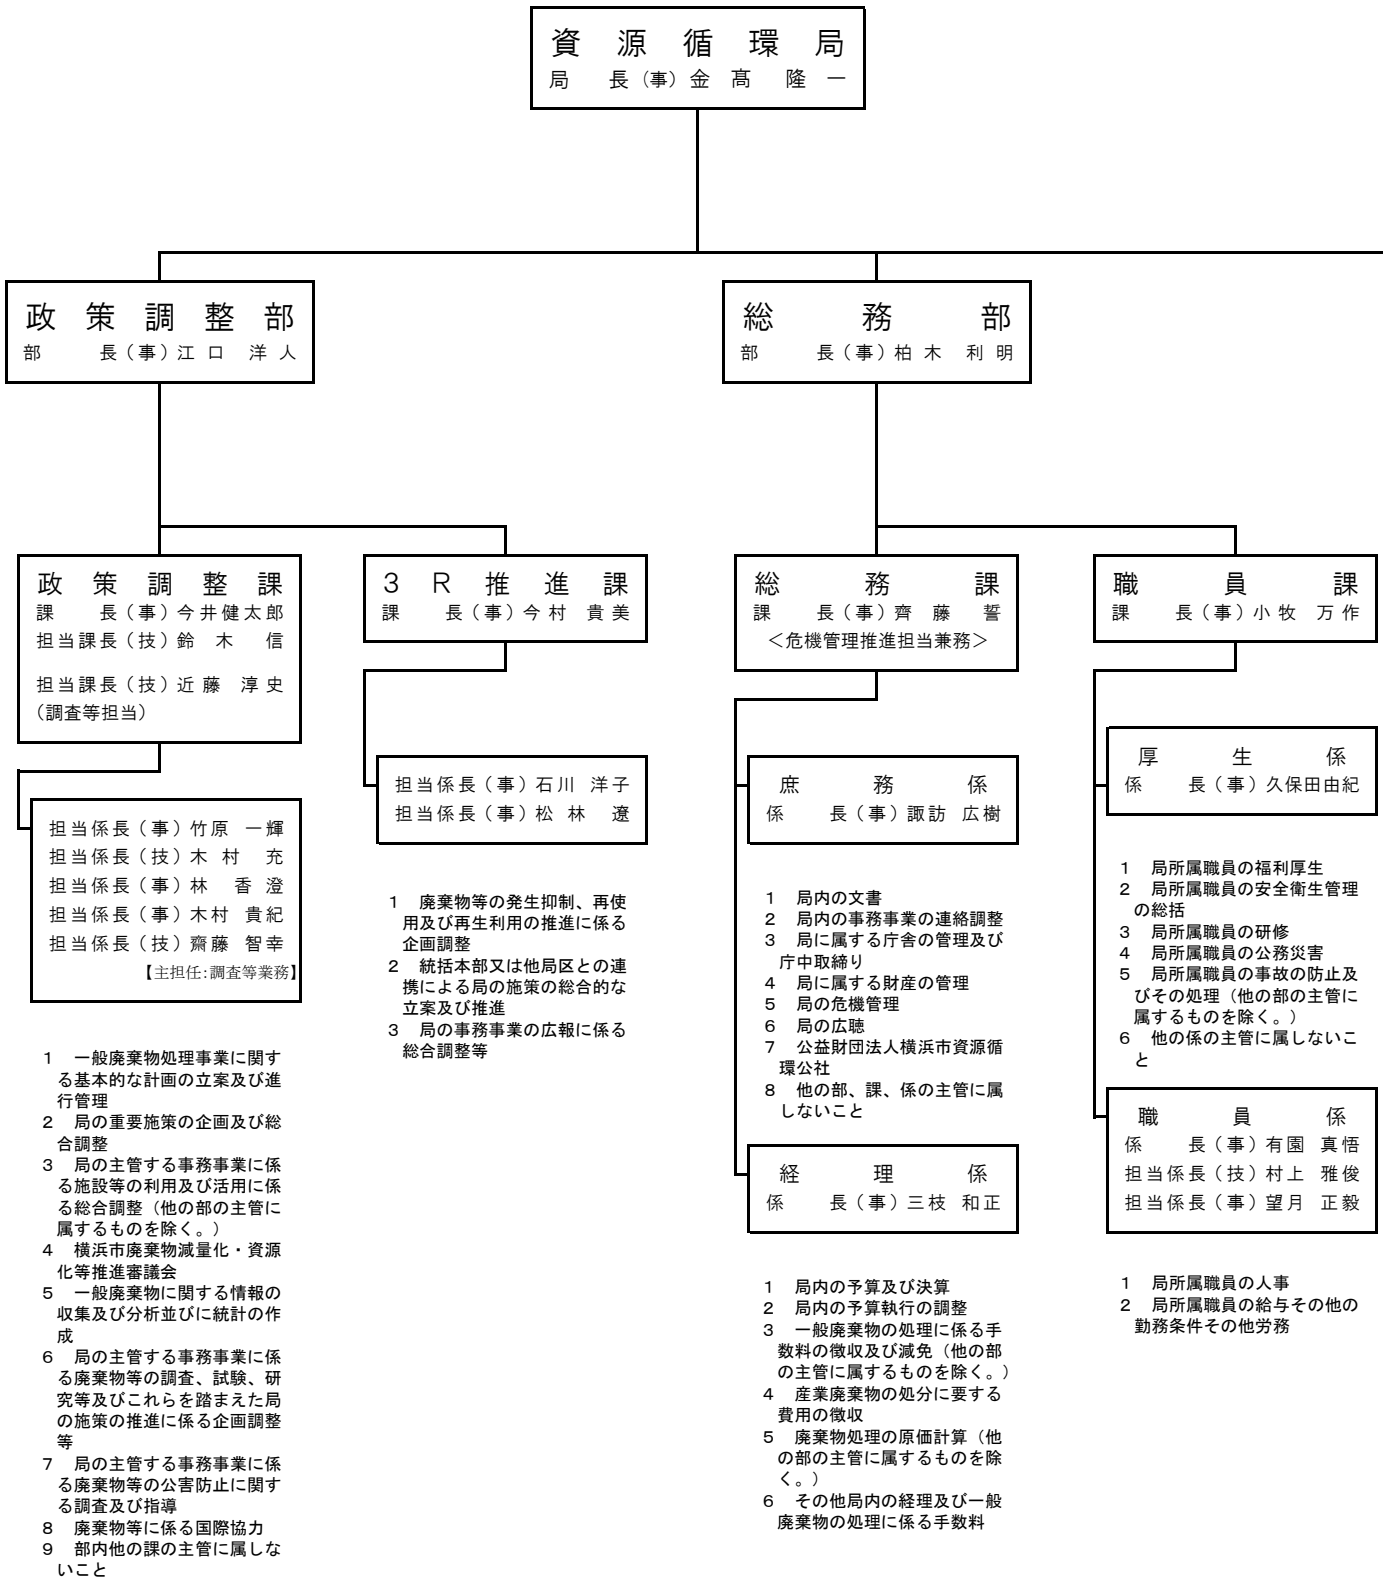 資源循環局
局長（事）金髙隆一
政策調整部
部長（事）江口洋人
総務部
部長（事）柏木利明
政策調整課
課長（事）今井健太郎
担当課長（技）鈴木信
担当課長（技）近藤淳史
（調査等担当）
担当係長（事）竹原一輝
担当係長（技）木村充
担当係長（事）林香澄
担当係長（事）木村貴紀
担当係長（技）齋藤智幸
【主担任:調査等業務】
1　一般廃棄物処理事業に関す
る基本的な計画の立案及び進
行管理
2　局の重要施策の企画及び総
合調整
3　局の主管する事務事業に係
る施設等の利用及び活用に係
る総合調整（他の部の主管に
属するものを除く。）
4　横浜市廃棄物減量化・資源
化等推進審議会
5　一般廃棄物に関する情報の
収集及び分析並びに統計の作
成
6　局の主管する事務事業に係
る廃棄物等の調査、試験、研
究等及びこれらを踏まえた局
の施策の推進に係る企画調整
等
7　局の主管する事務事業に係
る廃棄物等の公害防止に関す
る調査及び指導
8　廃棄物等に係る国際協力
9　部内他の課の主管に属しな
いこと
３Ｒ推進課
課長（事）今村貴美
担当係長（事）石川洋子
担当係長（事）松林遼
1　廃棄物等の発生抑制、再使
用及び再生利用の推進に係る
企画調整
2　統括本部又は他局区との連
携による局の施策の総合的な
立案及び推進
3　局の事務事業の広報に係る
総合調整等
総務課
課長（事）齊藤誓
＜危機管理推進担当兼務＞
庶務係
係長（事）諏訪広樹
1　局内の文書
2　局内の事務事業の連絡調整
3　局に属する庁舎の管理及び
庁中取締り
4　局に属する財産の管理
5　局の危機管理
6　局の広聴
7　公益財団法人横浜市資源循
環公社
8　他の部、課、係の主管に属
しないこと
経理係
係長（事）三枝和正
1　局内の予算及び決算
2　局内の予算執行の調整
3　一般廃棄物の処理に係る手
数料の徴収及び減免（他の部
の主管に属するものを除く。）
4　産業廃棄物の処分に要する
費用の徴収
5　廃棄物処理の原価計算（他
の部の主管に属するものを除
く。）
6　その他局内の経理及び一般
廃棄物の処理に係る手数料
職員課
課長（事）小牧万作
厚生係
係長（事）久保田由紀
1　局所属職員の福利厚生
2　局所属職員の安全衛生管理
の総括
3　局所属職員の研修
4　局所属職員の公務災害
5　局所属職員の事故の防止及
びその処理（他の部の主管に
属するものを除く。）
6　他の係の主管に属しないこ
と
職員係
係長（事）有園真悟
担当係長（技）村上雅俊
担当係長（事）望月正毅
1　局所属職員の人事
2　局所属職員の給与その他の
勤務条件その他労務